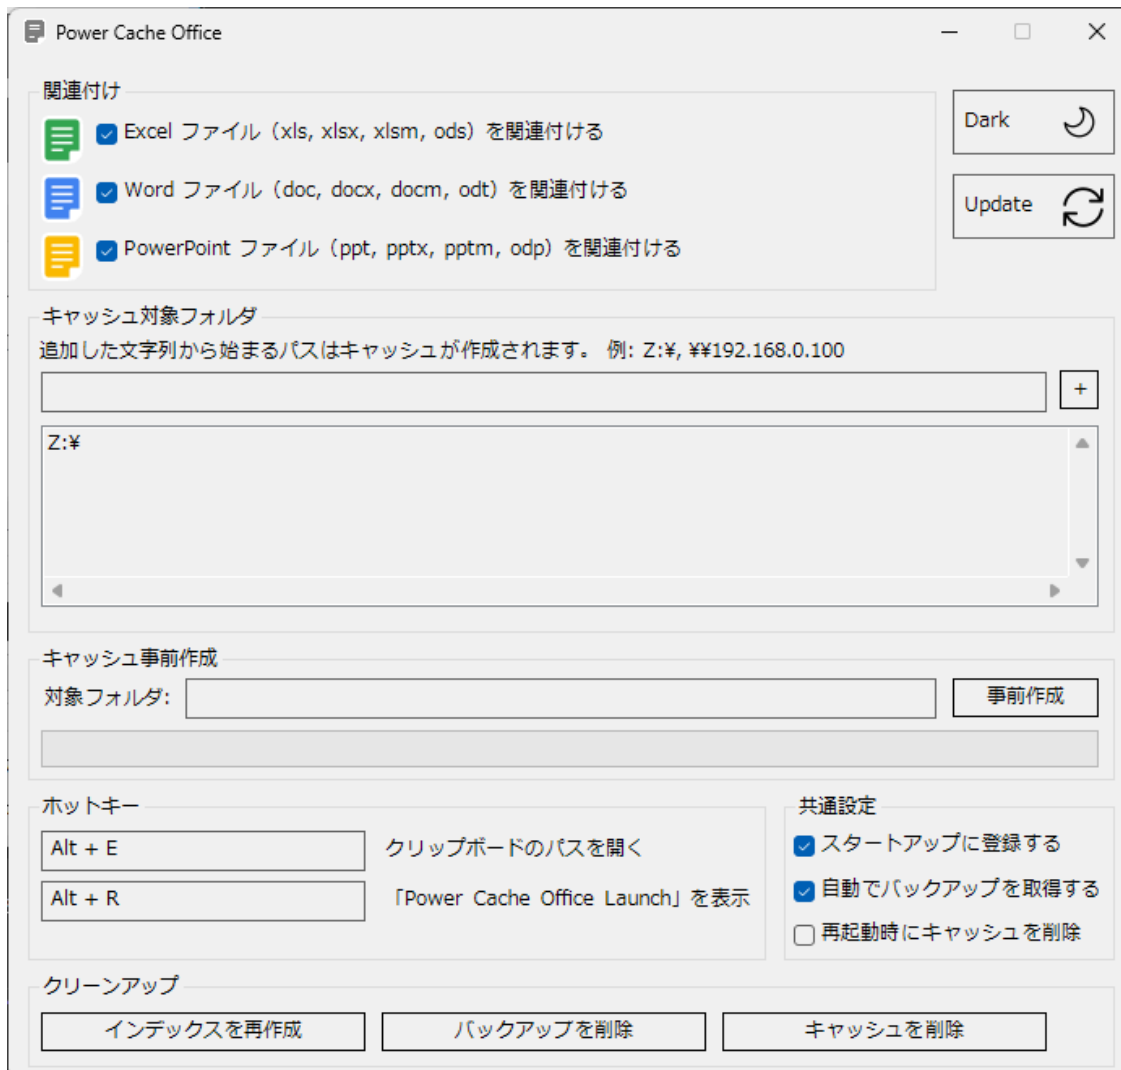 Power Cache Office
関連付け
Excel ファイル（xls, xlsx, xlsm, ods）を関連付ける
Dark
Word ファイル（doc, docx, docm, odt）を関連付ける
Update
PowerPoint ファイル（ppt, pptx, pptm, odp）を関連付ける
キャッシュ対象フォルダ
追加した文字列から始まるパスはキャッシュが作成されます。 例: Z:¥, ¥¥192.168.0.100
+
Z:¥
キャッシュ事前作成
対象フォルダ:
事前作成
ホットキー
Alt + E
クリップボードのパスを開く
Alt + R
「Power Cache Office Launch」を表示
共通設定
スタートアップに登録する
自動でバックアップを取得する
再起動時にキャッシュを削除
クリーンアップ
インデックスを再作成
バックアップを削除
キャッシュを削除